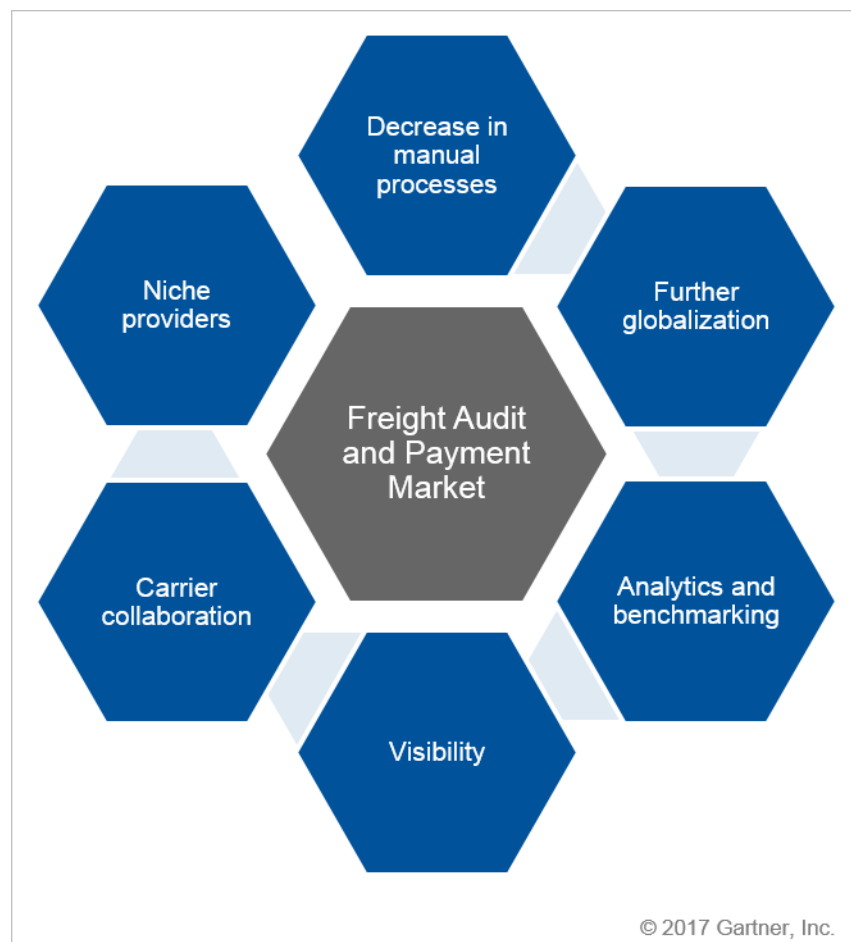 Decrease in
manual
processes
Further
globalization
Analytics and
benchmarking
Visibility
Carrier
collaboration
Niche
providers
Freight Audit
and Payment
Market
© 2017 Gartner, Inc.